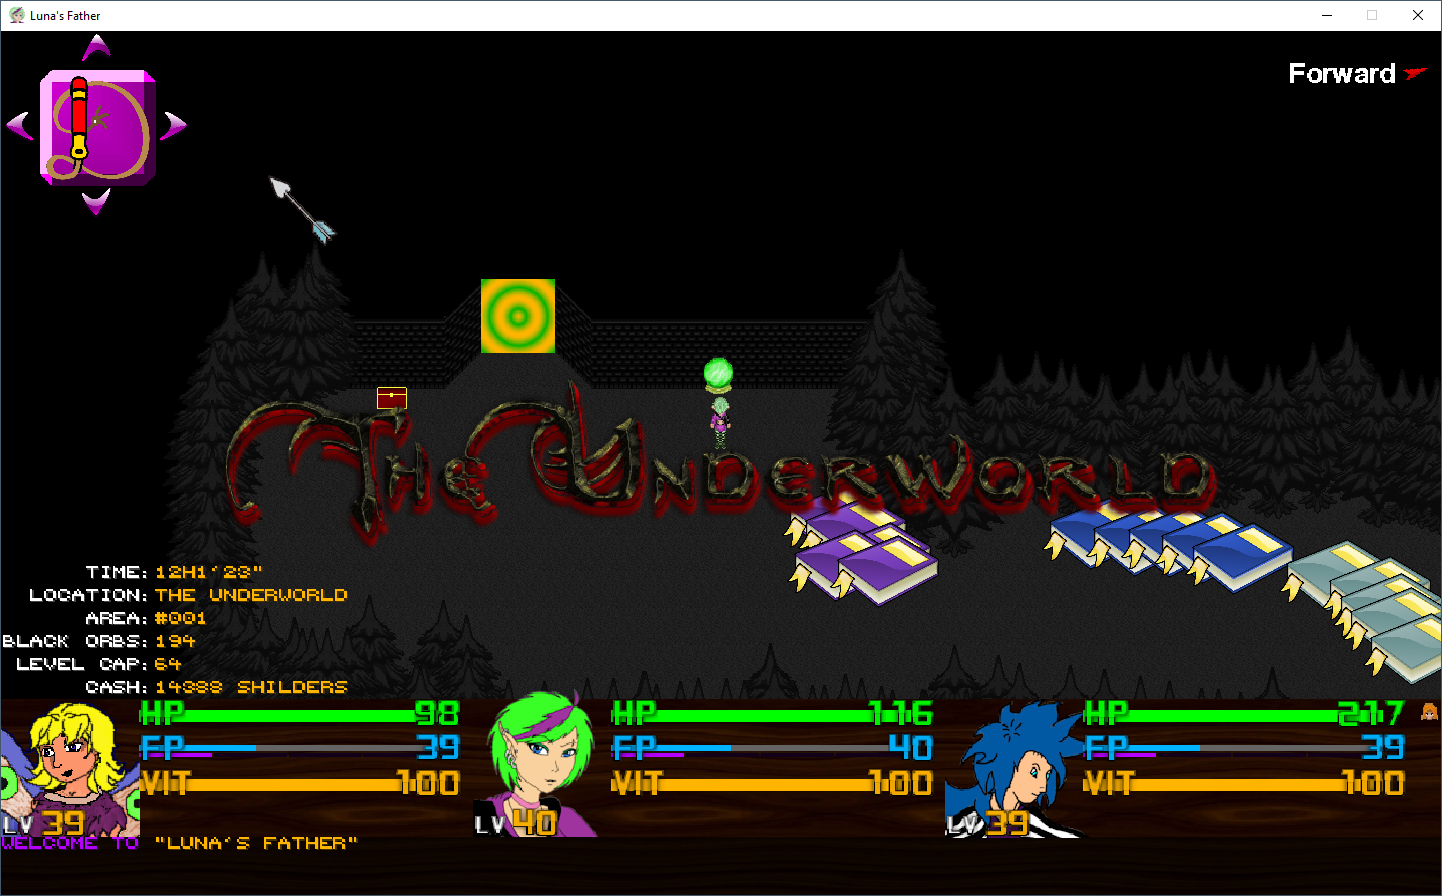 Luna's Father
Forward
The Underworld
TIME: 12H1'23"
LOCATION: THE UNDERWORLD
AREA: #001
BLACK ORBS: 194
LEVEL CAP: 64
CASH: 14388 SHILDERS
HP 98
FP 39
VIT 100
LV 39
HP 116
FP 40
VIT 100
LV 40
HP 217
FP 39
VIT 100
LV 39
WELCOME TO "LUNA'S FATHER"